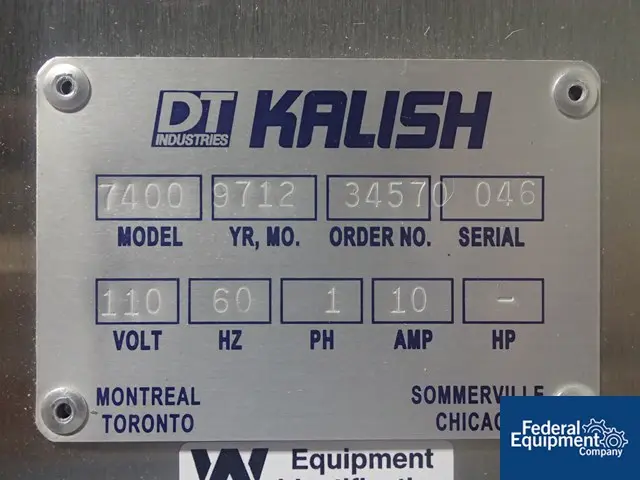 DT INDUSTRIES KALISH
7400 9712 34570 046
MODEL YR, MO. ORDER NO. SERIAL
110 60 1 10 -
VOLT HZ PH AMP HP
MONTREAL SOMMERVILLE
TORONTO
Equipment
Federal
Equipment
Company